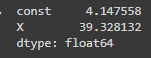 const     4.147558
X        39.328132
dtype: float64